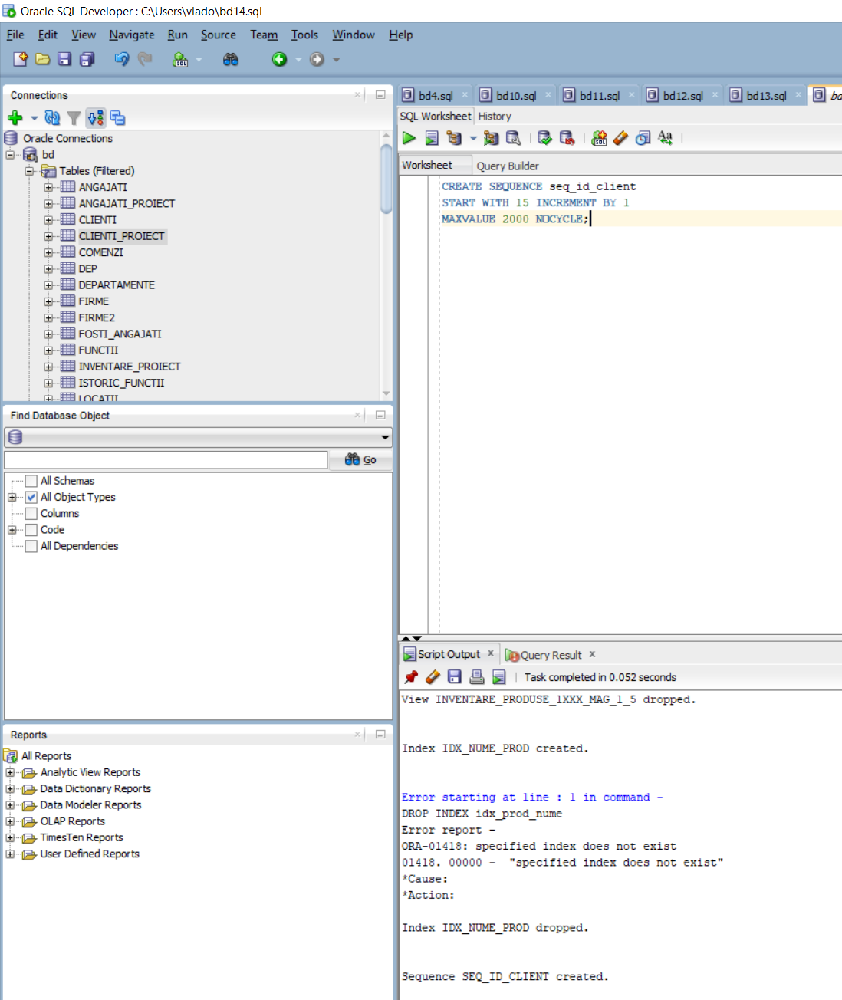 Oracle SQL Developer : C:\Users\vlado\bd14.sql
File Edit View Navigate Run Source Team Tools Window Help
Connections
Oracle Connections
bd
Tables (Filtered)
ANGAJATI
ANGAJATI_PROIECT
CLIENTI
CLIENTI_PROIECT
COMENZI
DEP
DEPARTAMENTE
FIRME
FIRME2
FOSTI_ANGAJATI
FUNCTII
INVENTARE_PROIECT
ISTORIC_FUNCTII
LOCATII
Find Database Object
Go
All Schemas
All Object Types
Columns
Code
All Dependencies
Reports
All Reports
Analytic View Reports
Data Dictionary Reports
Data Modeler Reports
OLAP Reports
TimesTen Reports
User Defined Reports
bd4.sql bd10.sql bd11.sql bd12.sql bd13.sql
SQL Worksheet History
SQL
Aa
Worksheet Query Builder
CREATE SEQUENCE seq_id_client
START WITH 15 INCREMENT BY 1
MAXVALUE 2000 NOCYCLE;
Script Output Query Result
Task completed in 0.052 seconds
View INVENTARE_PRODUSE_1XXX_MAG_1_5 dropped.
Index IDX_NUME_PROD created.
Error starting at line : 1 in command -
DROP INDEX idx_prod_nume
Error report -
ORA-01418: specified index does not exist
01418. 00000 -  "specified index does not exist"
*Cause:
*Action:
Index IDX_NUME_PROD dropped.
Sequence SEQ_ID_CLIENT created.